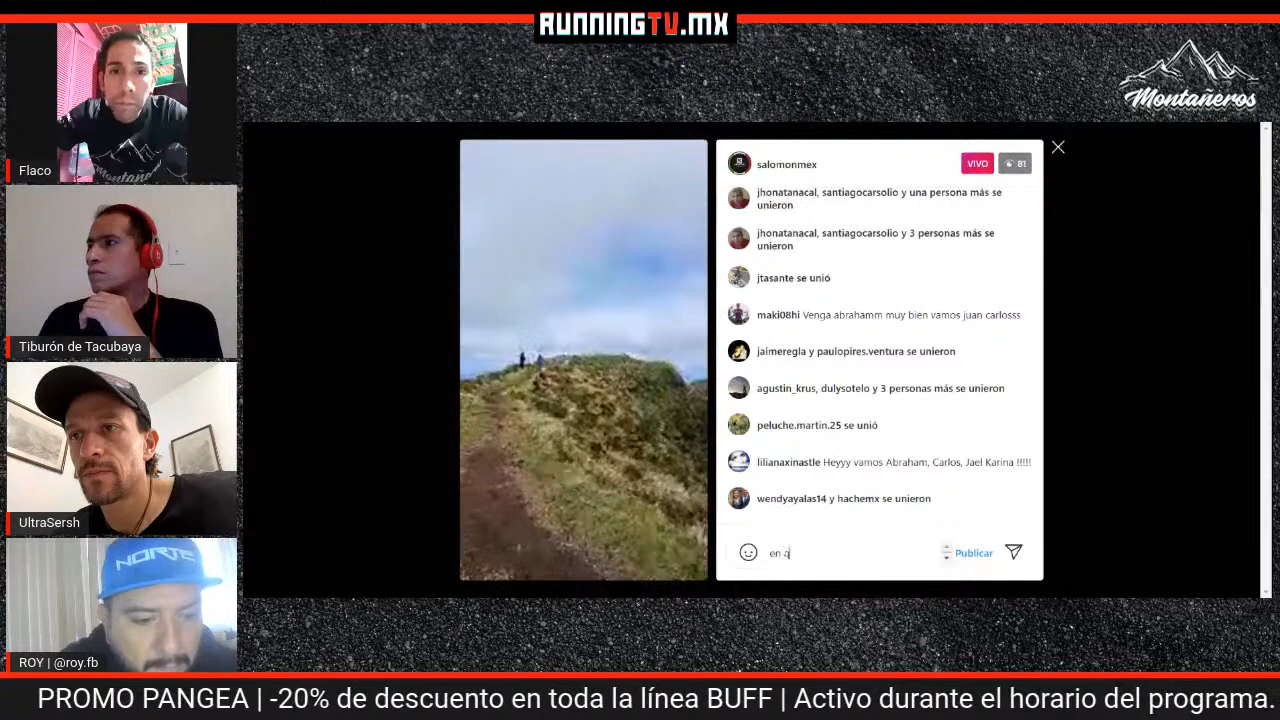 RUNNINGTV.MX
Montañeros
Flaco
Tiburón de Tacubaya
UltraSersh
NORTE
ROY | @roy.fb
salomonmex
VIVO
81
jhonatanacal, santiagocarsolio y una persona más se
unieron
jhonatanacal, santiagocarsolio y 3 personas más se
unieron
jtasante se unió
maki08hi Venga abrahamm muy bien vamos juan carlosss
jaimeregla y paulopires.ventura se unieron
agustin_krus, dulysotelo y 3 personas más se unieron
peluche.martin.25 se unió
lilianaxinastle Heyyy vamos Abraham, Carlos, Jael Karina !!!!!
wendyayalas14 y hachemx se unieron
en q
Publicar
PROMO PANGEA | -20% de descuento en toda la línea BUFF | Activo durante el horario del programa.